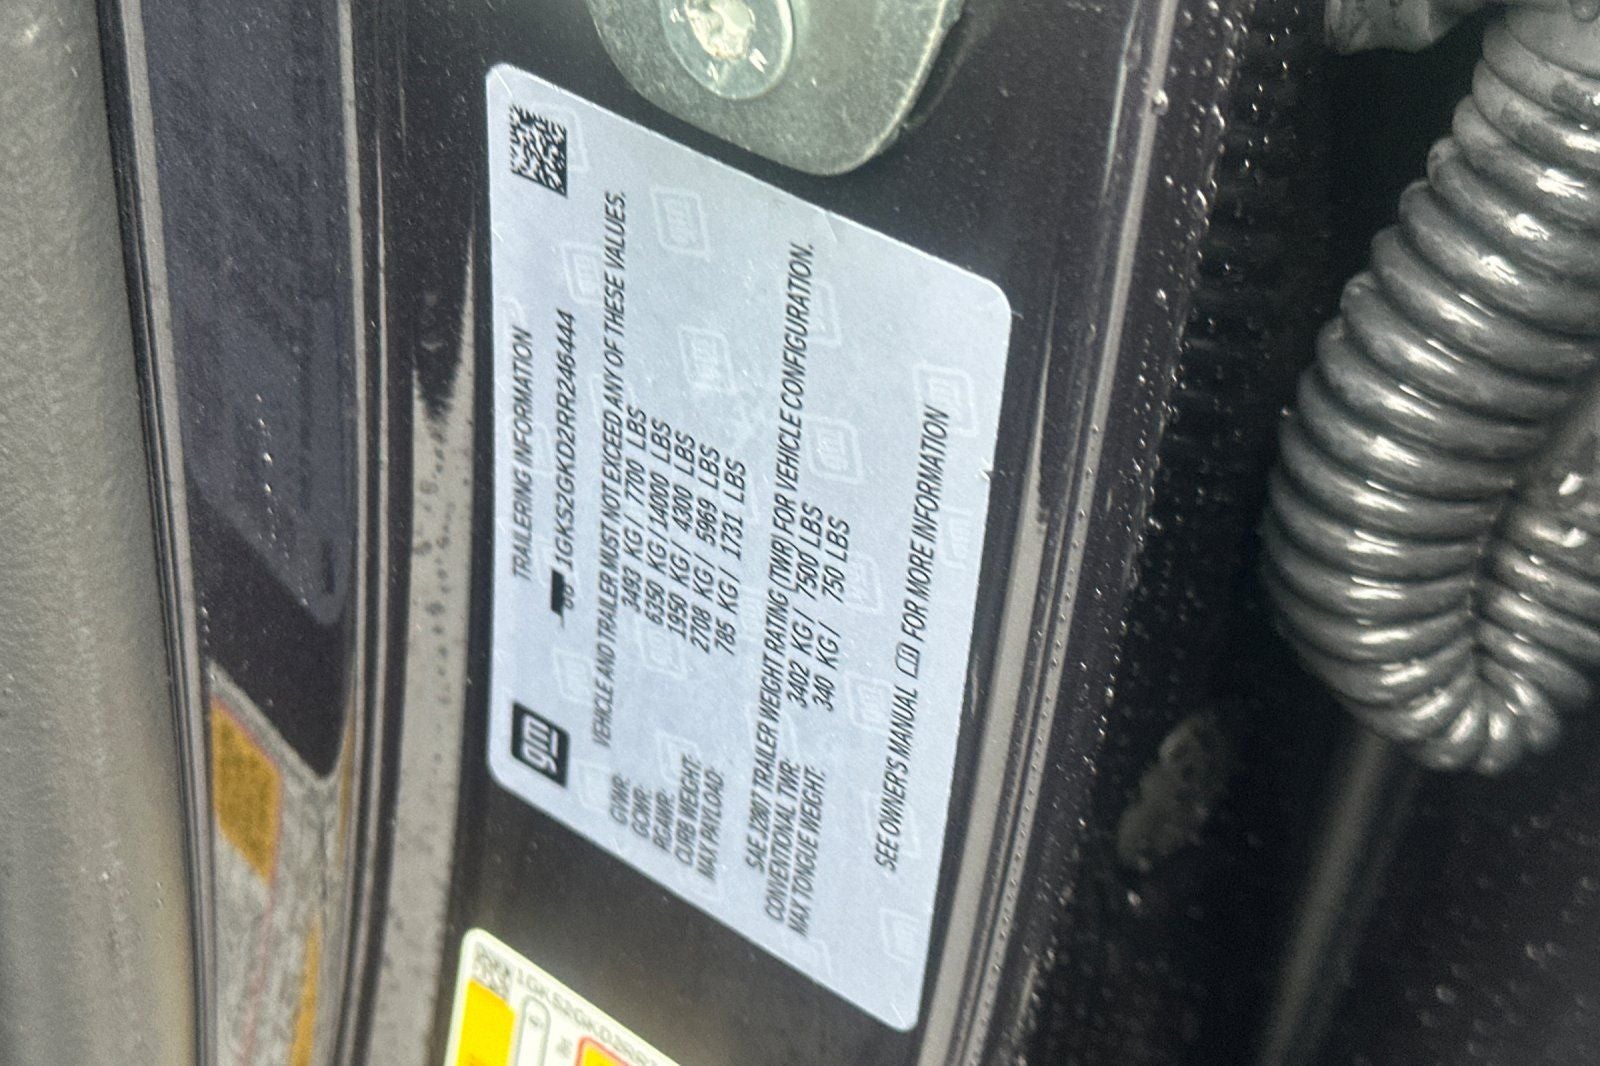 gm
TRAILERING INFORMATION
1GKS2GKD2RR246444
VEHICLE AND TRAILER MUST NOT EXCEED ANY OF THESE VALUES.
GVWR: 3493 KG / 7700 LBS
GCWR: 6350 KG / 14000 LBS
RGAWR: 1950 KG / 4300 LBS
CURB WEIGHT: 2708 KG / 5969 LBS
MAX PAYLOAD: 785 KG / 1731 LBS
SAE J2807 TRAILER WEIGHT RATING (TWR) FOR VEHICLE CONFIGURATION.
CONVENTIONAL TWR: 3402 KG / 7500 LBS
MAX TONGUE WEIGHT: 340 KG / 750 LBS
SEE OWNER'S MANUAL FOR MORE INFORMATION
1GKS2GKD2RR